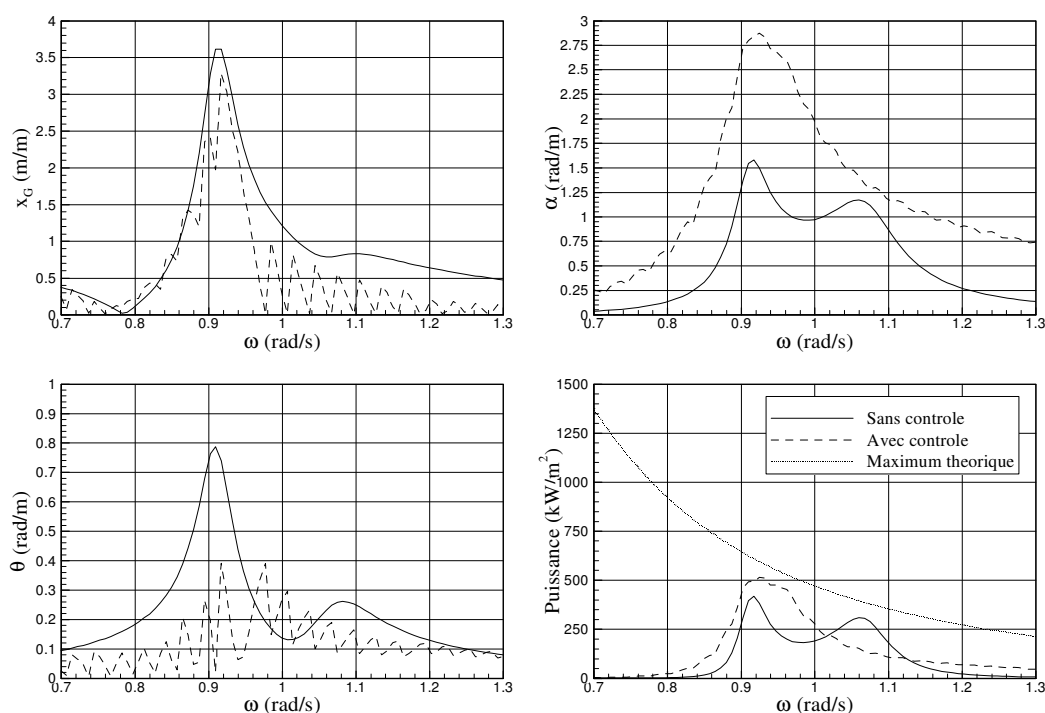 4
3.5
3
2.5
2
1.5
1
0.5
0
x_G (m/m)
0.7 0.8 0.9 1 1.1 1.2 1.3
ω (rad/s)
3
2.75
2.5
2.25
2
1.75
1.5
1.25
1
0.75
0.5
0.25
0
α (rad/m)
0.7 0.8 0.9 1 1.1 1.2 1.3
ω (rad/s)
1
0.9
0.8
0.7
0.6
0.5
0.4
0.3
0.2
0.1
0
θ (rad/m)
0.7 0.8 0.9 1 1.1 1.2 1.3
ω (rad/s)
1500
1250
1000
750
500
250
0
Puissance (kW/m²)
Sans controle
Avec controle
Maximum theorique
0.7 0.8 0.9 1 1.1 1.2 1.3
ω (rad/s)